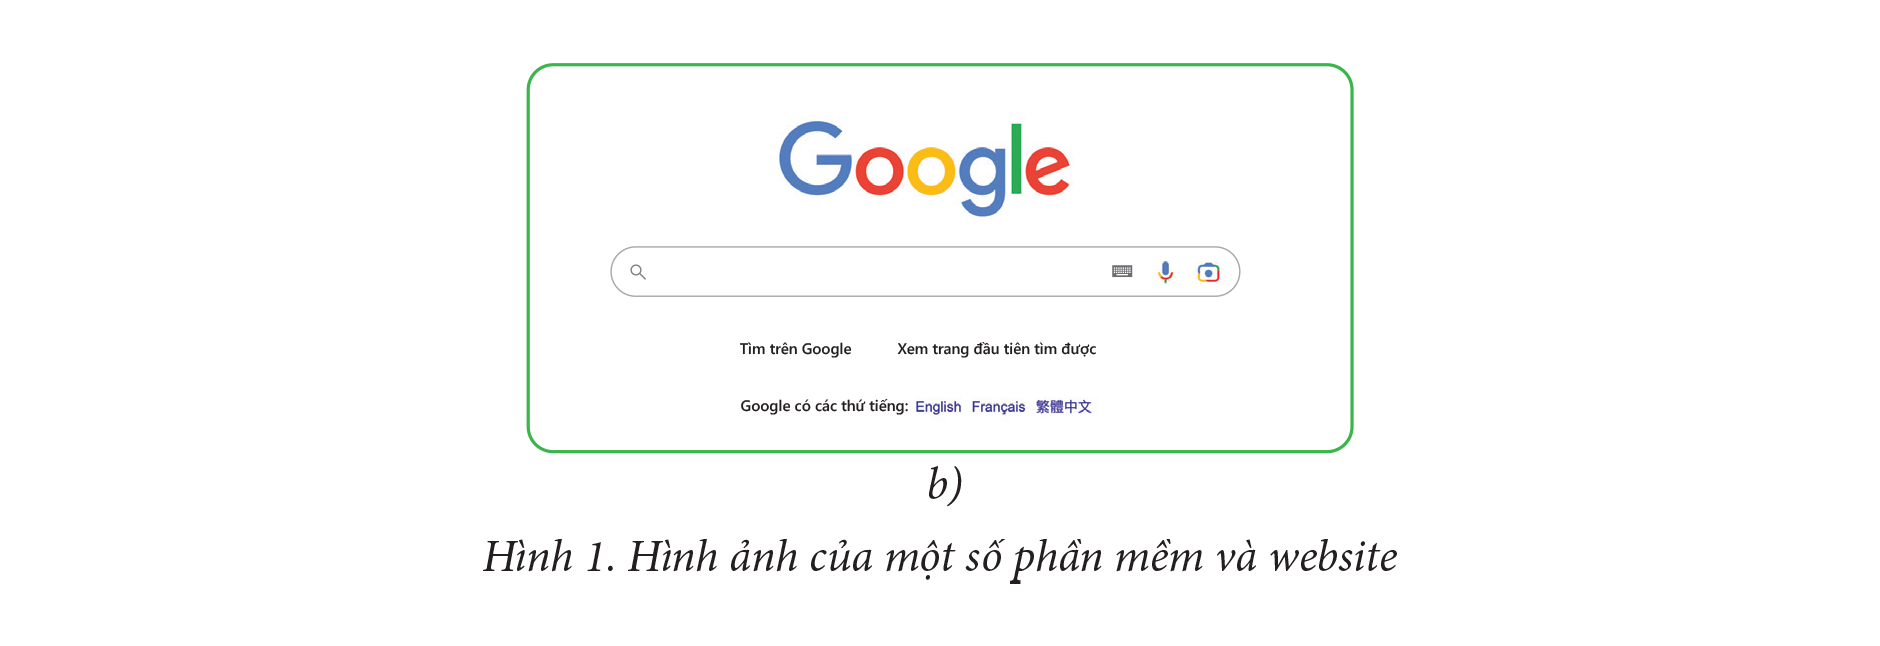 Google
Tìm trên Google Xem trang đầu tiên tìm được
Google có các thứ tiếng: English Français 繁體中文
b)
Hình 1. Hình ảnh của một số phần mềm và website